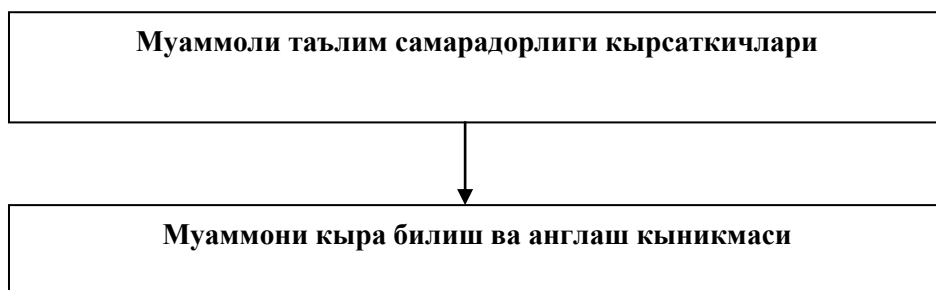 Муаммоли таълим самарадорлиги кырсаткичлари
Муаммони кыра билиш ва англаш кыникмаси